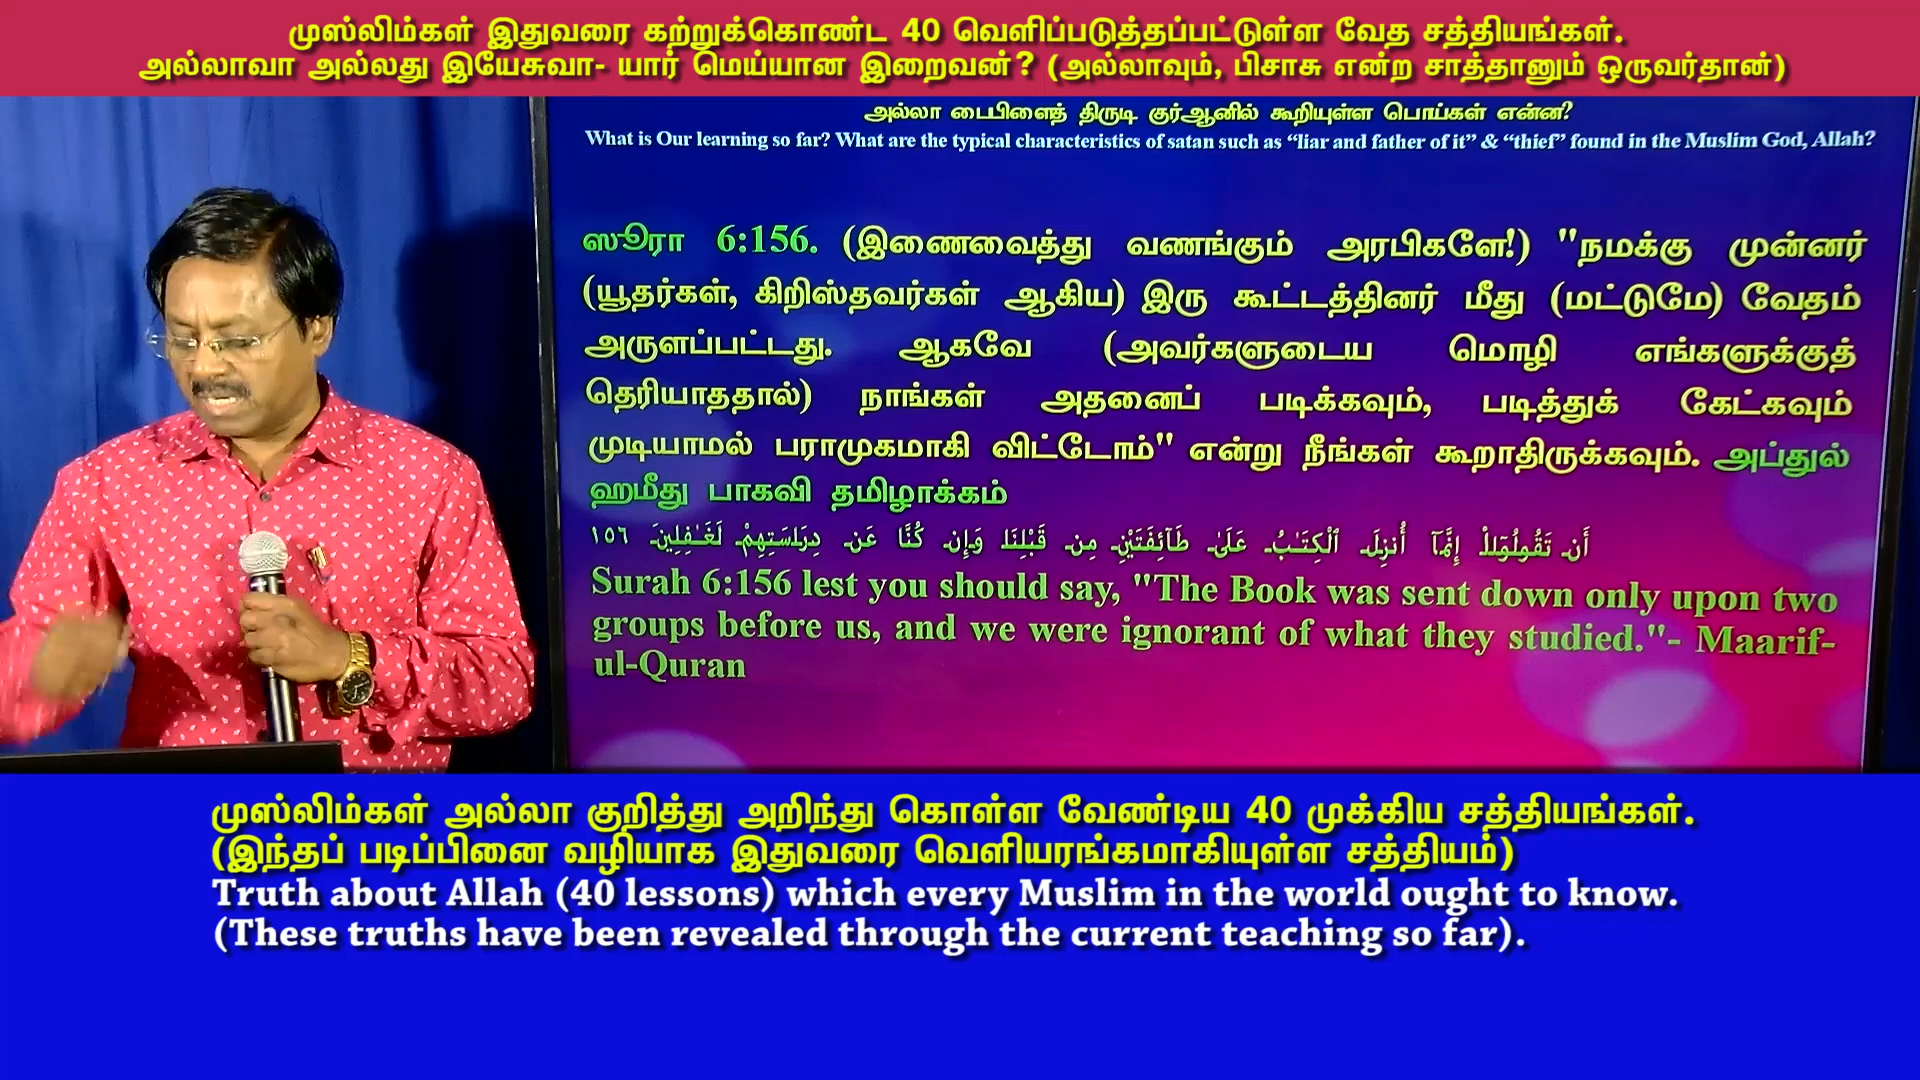 முஸ்லிம்கள் இதுவரை கற்றுக்கொண்ட 40 வெளிப்படுத்தப்பட்டுள்ள வேத சத்தியங்கள்.
அல்லாவா அல்லது இயேசுவா- யார் மெய்யான இறைவன்? (அல்லாவும், பிசாசு என்ற சாத்தானும் ஒருவர்தான்)
அல்லா பைபிளைத் திருடி குர்ஆனில் கூறியுள்ள பொய்கள் என்ன?
What is Our learning so far? What are the typical characteristics of satan such as “liar and father of it” & “thief” found in the Muslim God, Allah?
ஸூரா 6:156. (இணைவைத்து வணங்கும் அரபிகளே!) "நமக்கு முன்னர்
(யூதர்கள், கிறிஸ்தவர்கள் ஆகிய) இரு கூட்டத்தினர் மீது (மட்டுமே) வேதம்
அருளப்பட்டது. ஆகவே (அவர்களுடைய மொழி எங்களுக்குத்
தெரியாததால்) நாங்கள் அதனைப் படிக்கவும், படித்துக் கேட்கவும்
முடியாமல் பராமுகமாகி விட்டோம்" என்று நீங்கள் கூறாதிருக்கவும். அப்துல்
ஹமீது பாகவி தமிழாக்கம்
أَن تَقُولُوٓا۟ إِنَّمَآ أُنزِلَ ٱلْكِتَـٰبُ عَلَىٰ طَآئِفَتَيْنِ مِن قَبْلِنَا وَإِن كُنَّا عَن دِرَاسَتِهِمْ لَغَـٰفِلِينَ ١٥٦
Surah 6:156 lest you should say, "The Book was sent down only upon two
groups before us, and we were ignorant of what they studied."- Maarif-
ul-Quran
முஸ்லிம்கள் அல்லா குறித்து அறிந்து கொள்ள வேண்டிய 40 முக்கிய சத்தியங்கள்.
(இந்தப் படிப்பினை வழியாக இதுவரை வெளியரங்கமாகியுள்ள சத்தியம்)
Truth about Allah (40 lessons) which every Muslim in the world ought to know.
(These truths have been revealed through the current teaching so far).